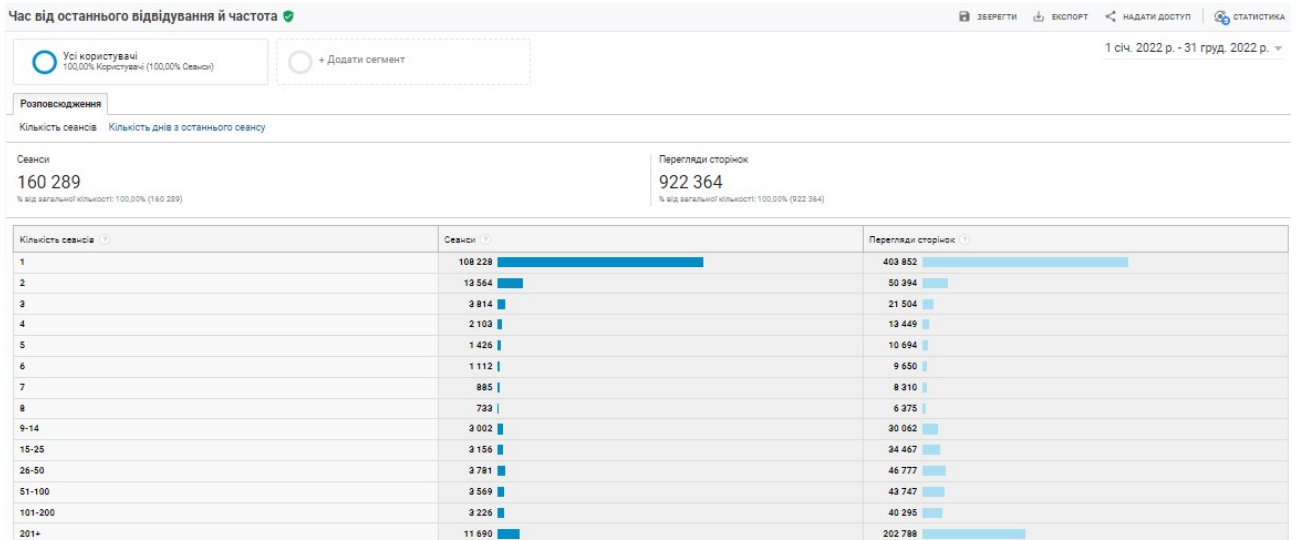 Час від останнього відвідування й частота
ЗБЕРЕГТИ ЕКСПОРТ НАДАТИ ДОСТУП СТАТИСТИКА
Усі користувачі
100,00% Користувачі (100,00% Сеанси)
+ Додати сегмент
1 січ. 2022 р. - 31 груд. 2022 р.
Розповсюдження
Кількість сеансів Кількість днів з останнього сеансу
Сеанси Перегляди сторінок
160 289 922 364
% від загальної кількості: 100,00% (160 289) % від загальної кількості: 100,00% (922 364)
Кількість сеансів Сеанси Перегляди сторінок
1 108 228 403 852
2 13 564 50 394
3 3 814 21 504
4 2 103 13 449
5 1 426 10 694
6 1 112 9 650
7 885 8 310
8 733 6 375
9-14 3 002 30 062
15-25 3 156 34 467
26-50 3 781 46 777
51-100 3 569 43 747
101-200 3 226 40 295
201+ 11 690 202 788